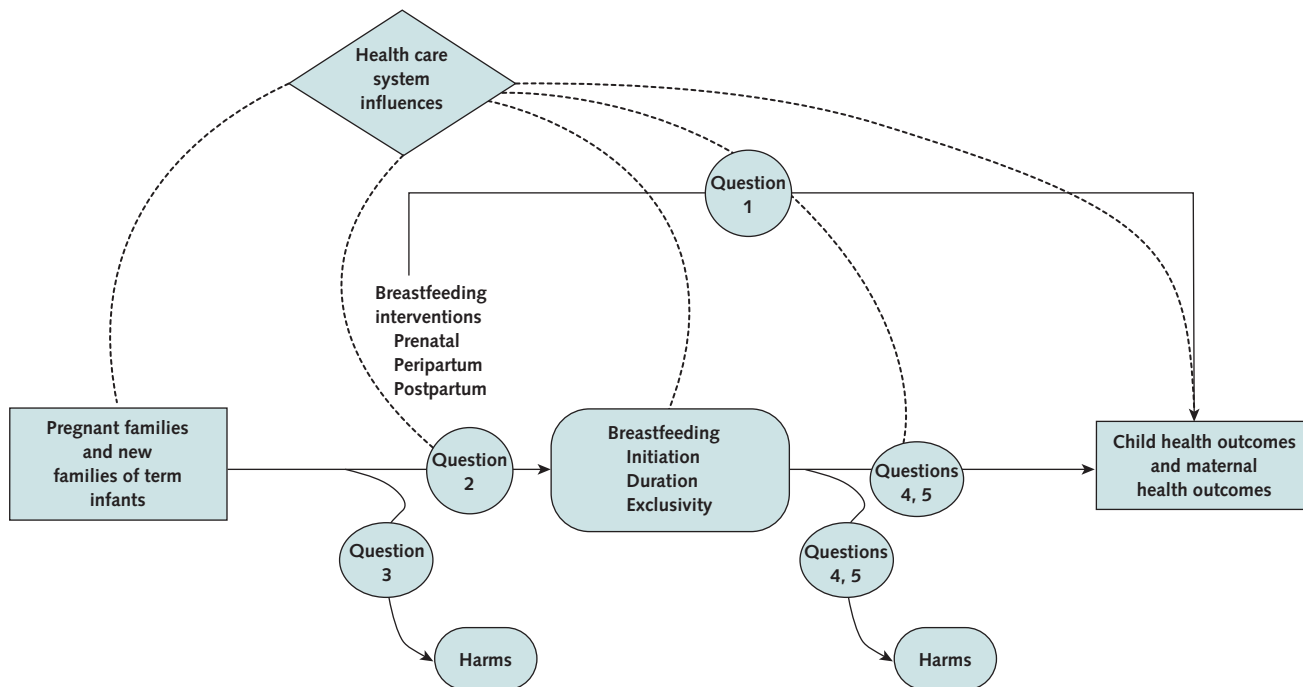 Health care
system
influences
Question
1
Breastfeeding
interventions
Prenatal
Peripartum
Postpartum
Pregnant families
and new
families of term
infants
Question
2
Breastfeeding
Initiation
Duration
Exclusivity
Questions
4, 5
Child health outcomes
and maternal
health outcomes
Question
3
Questions
4, 5
Harms
Harms